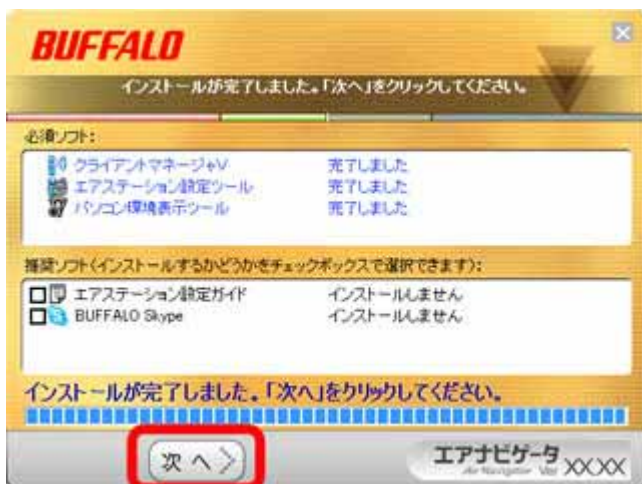 BUFFALO
インストールが完了しました。「次へ」をクリックしてください。
必須ソフト:
クライアントマネージャV 完了しました
エアステーション設定ツール 完了しました
パソコン環境表示ツール 完了しました
推奨ソフト(インストールするかどうかをチェックボックスで選択できます):
エアステーション設定ガイド インストールしません
BUFFALO Skype インストールしません
インストールが完了しました。「次へ」をクリックしてください。
次へ
エアナビゲータ
Air Navigator Ver XX.XX